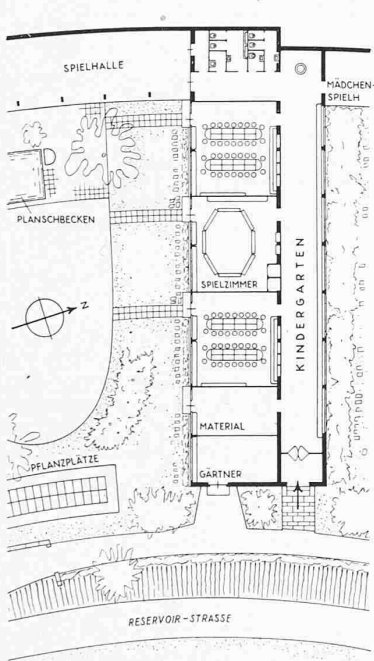 SPIELHALLE
MÄDCHEN-
SPIELH
PLANSCHBECKEN
SPIELZIMMER
KINDERGARTEN
Z
MATERIAL
PFLANZPLÄTZE
GÄRTNER
RESERVOIR-STRASSE